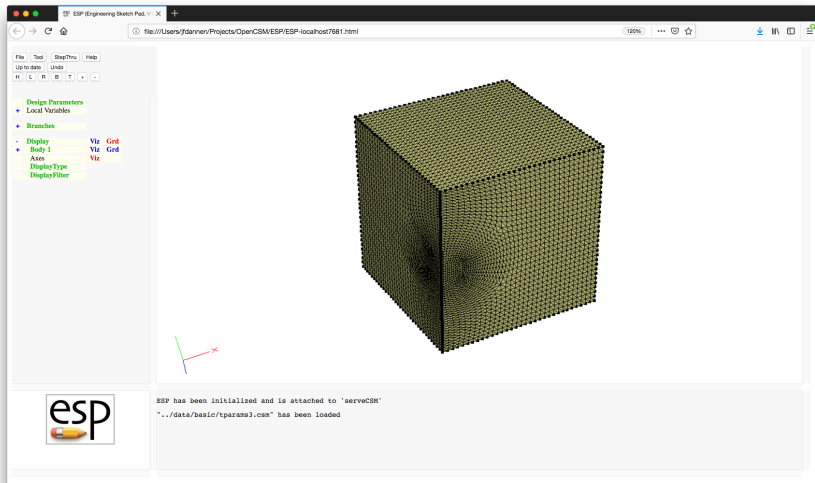 ESP (Engineering Sketch Pad, V
file:///Users/jfdannen/Projects/OpenCSM/ESP/ESP-localhost7681.html
120%
File Tool StepThru Help
Up to date Undo
H L R B T + -
Design Parameters
+ Local Variables
+ Branches
- Display Viz Grd
+ Body 1 Viz Grd
Axes Viz
DisplayType
DisplayFilter
ESP has been initialized and is attached to 'serveCSM'
"../data/basic/tparams3.csm" has been loaded
esp